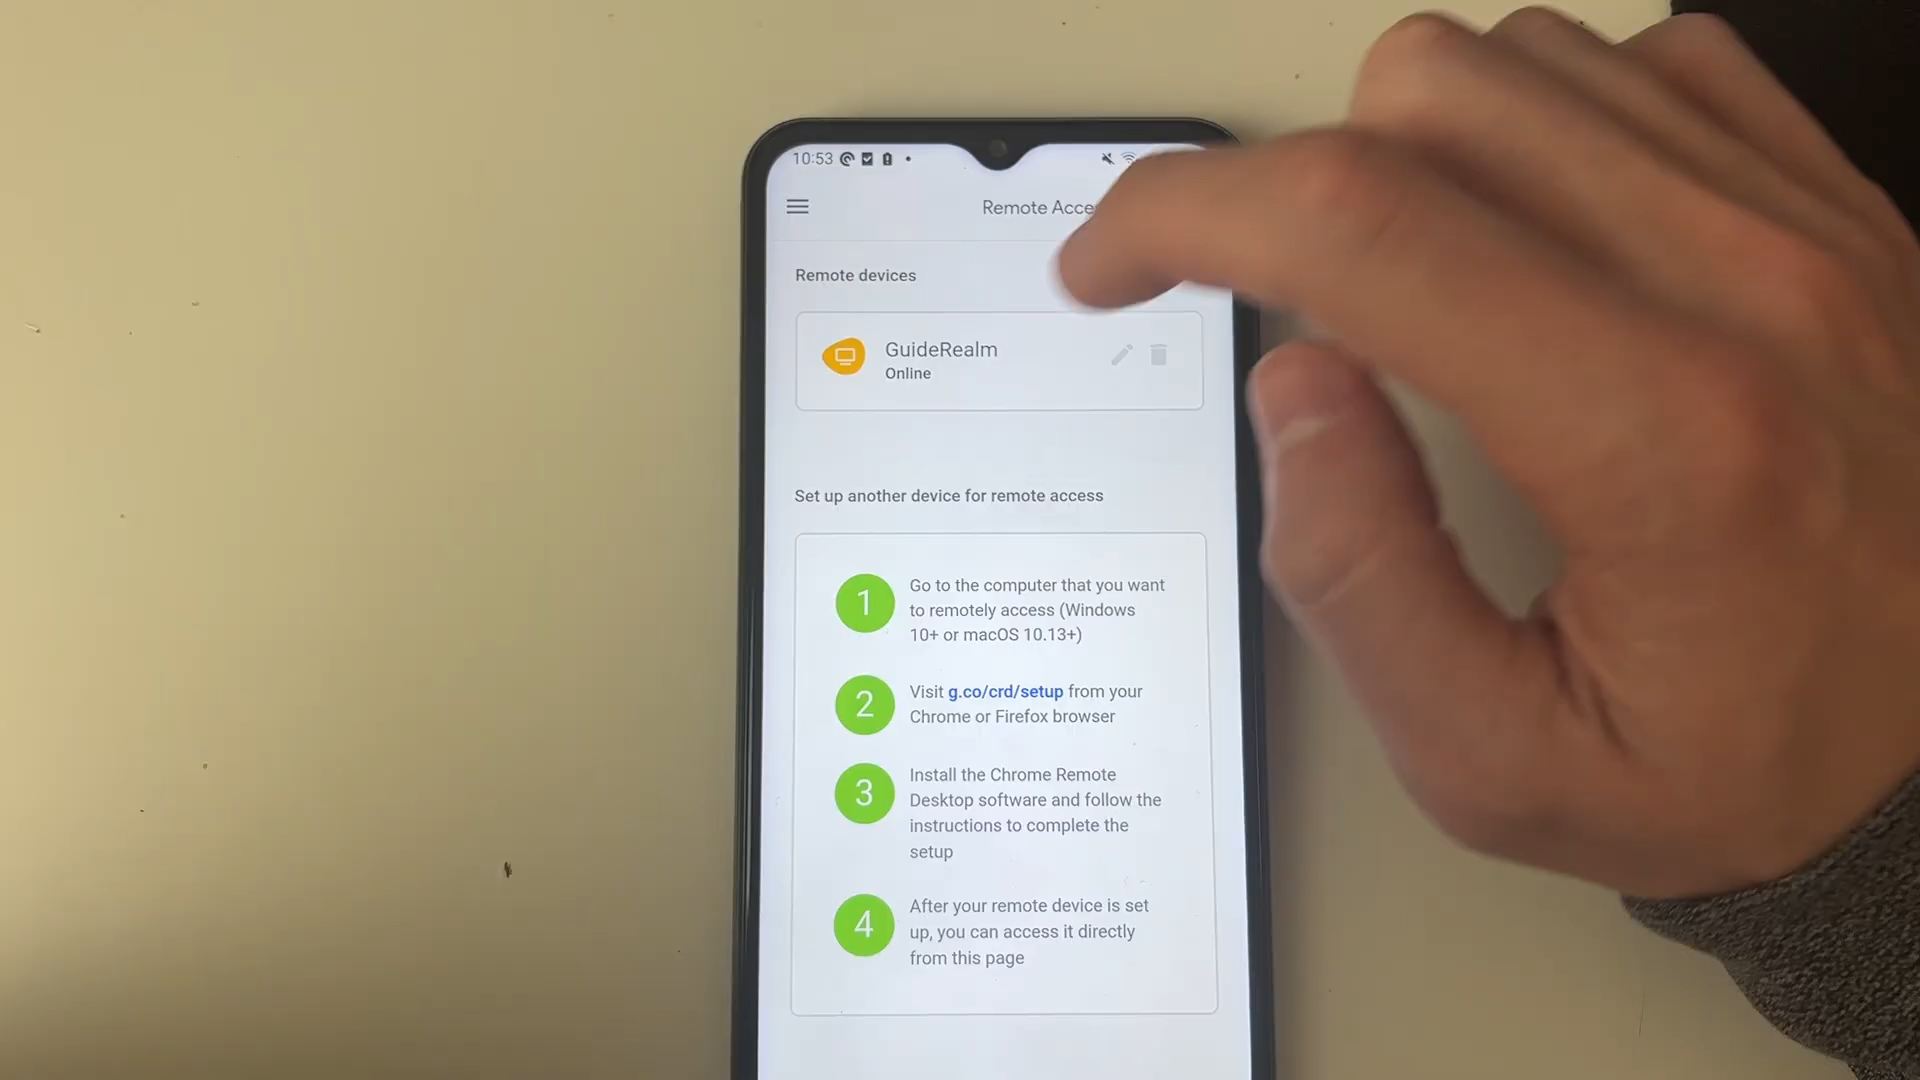 10:53
Remote
Remote devices
GuideRealm
Online
Set up another device for remote access
1
Go to the computer that you want
to remotely access (Windows
10+ or macOS 10.13+)
2
Visit g.co/crd/setup from your
Chrome or Firefox browser
3
Install the Chrome Remote
Desktop software and follow the
instructions to complete the
setup
4
After your remote device is set
up, you can access it directly
from this page